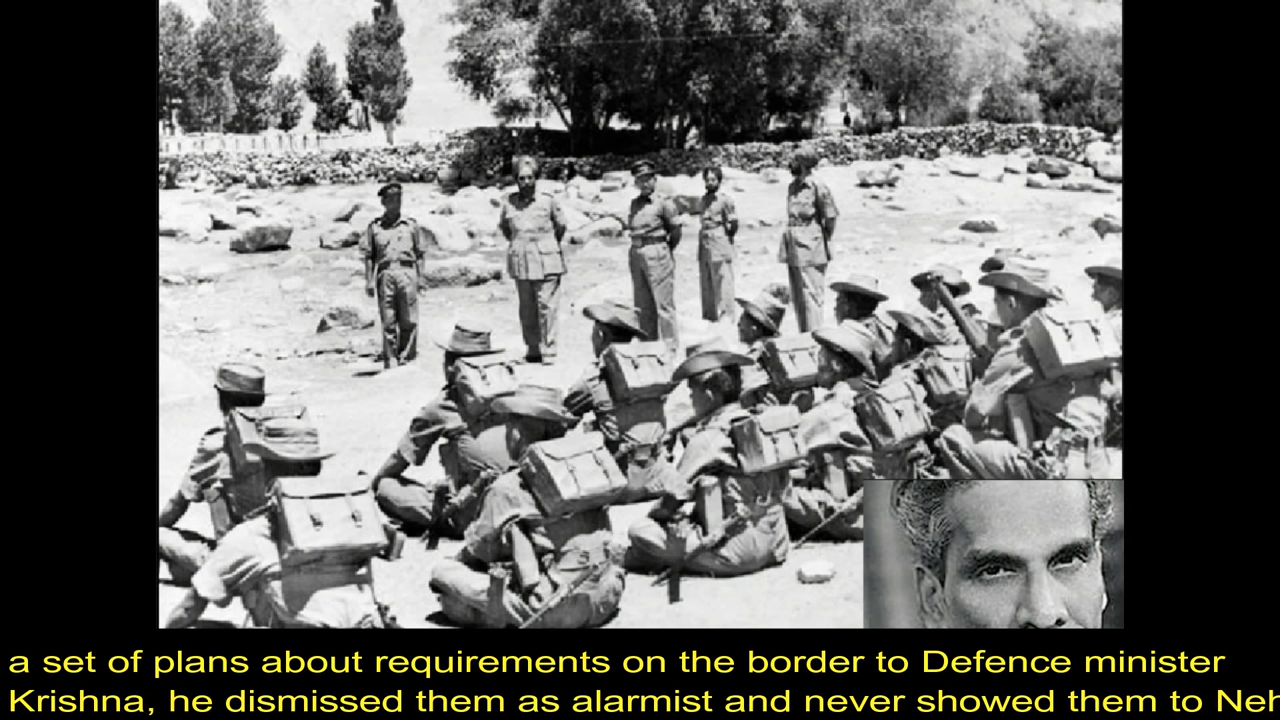 a set of plans about requirements on the border to Defence minister
Krishna, he dismissed them as alarmist and never showed them to